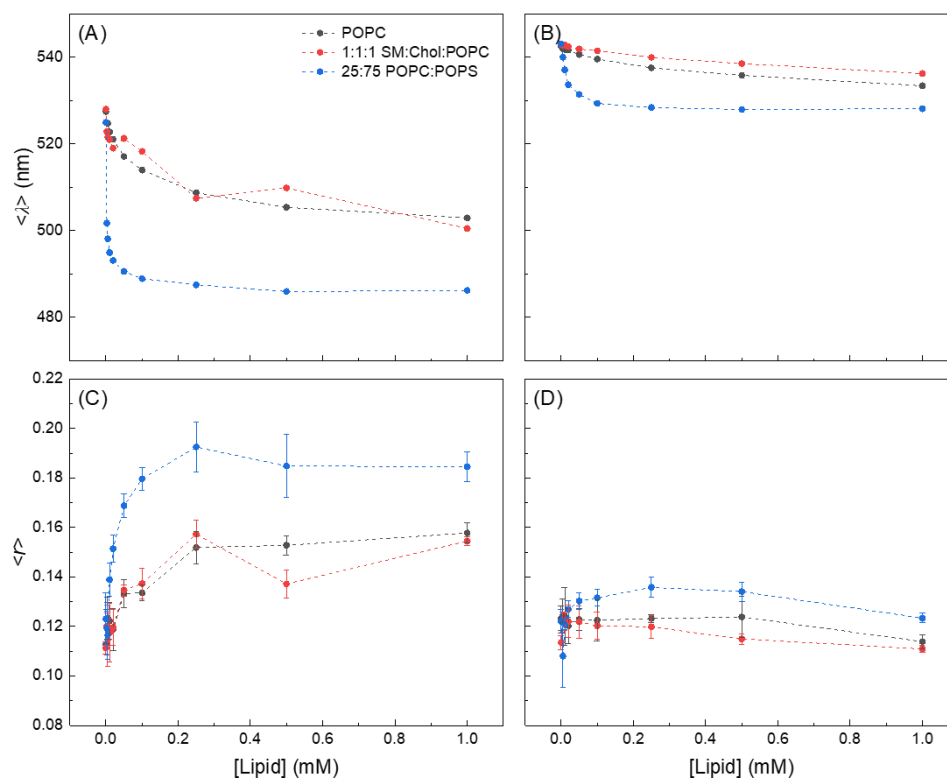 (A)
POPC
1:1:1 SM:Chol:POPC
25:75 POPC:POPS
(B)
540
520
500
480
<λ> (nm)
(C)
(D)
0.22
0.20
0.18
0.16
0.14
0.12
0.10
0.08
<r>
0.0 0.2 0.4 0.6 0.8 1.0
0.0 0.2 0.4 0.6 0.8 1.0
[Lipid] (mM)
[Lipid] (mM)